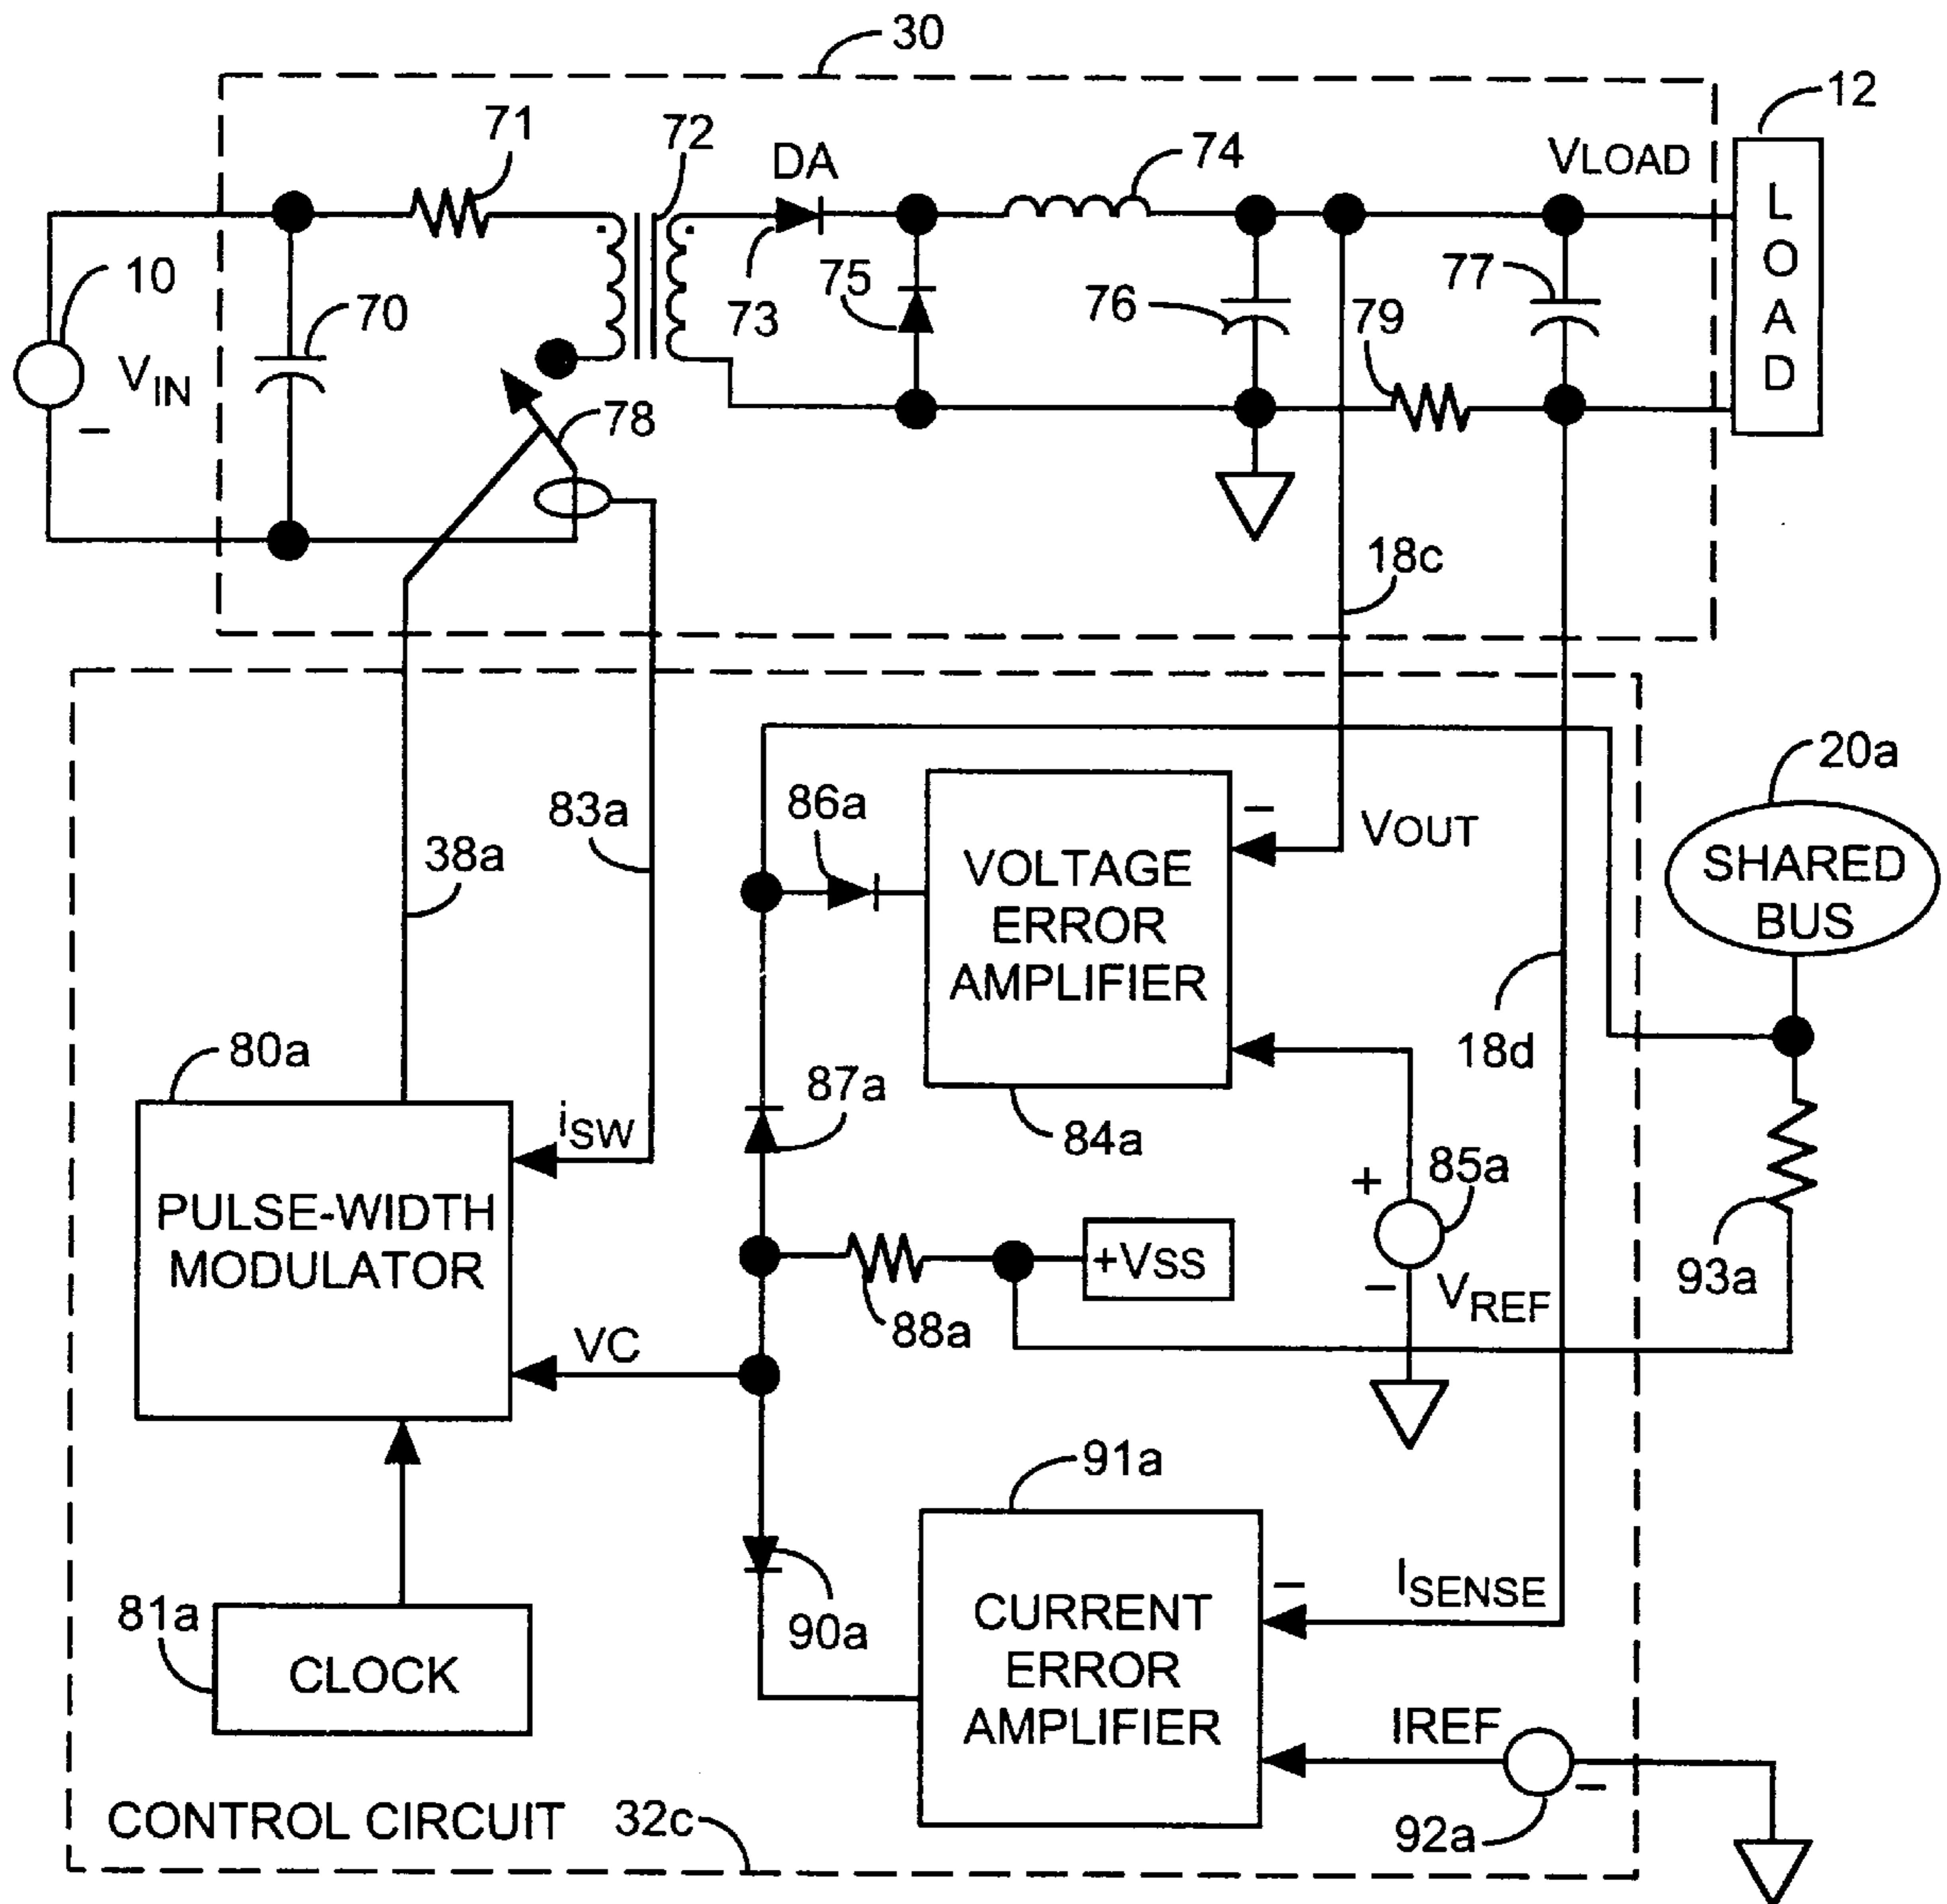 30
12
71
72
DA
74
VLOAD
LOAD
10
70
75
77
VIN
73
76
79
−
78
18c
20a
86a
−
83a
VOUT
38a
VOLTAGE
ERROR
AMPLIFIER
SHARED
BUS
80a
18d
87a
iSW
84a
+
85a
PULSE-WIDTH
MODULATOR
+VSS
93a
−
VREF
88a
VC
91a
−
ISENSE
81a
90a
CURRENT
ERROR
AMPLIFIER
CLOCK
IREF
−
CONTROL CIRCUIT
32c
92a